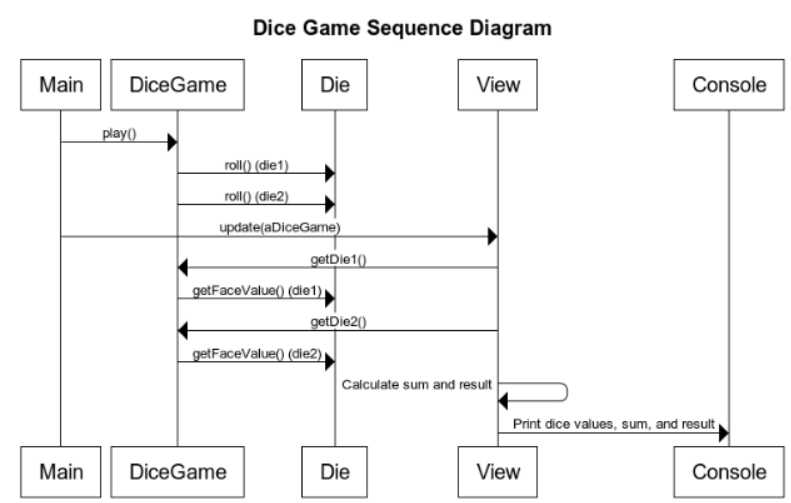 Dice Game Sequence Diagram
Main DiceGame Die View Console
play()
roll() (die1)
roll() (die2)
update(aDiceGame)
getDie1()
getFaceValue() (die1)
getDie2()
getFaceValue() (die2)
Calculate sum and result
Print dice values, sum, and result
Main DiceGame Die View Console